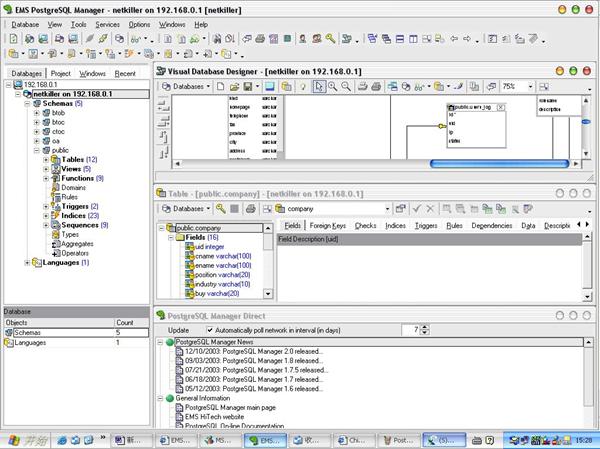 EMS PostgreSQL Manager - netkiller on 192.168.0.1 [netkiller]
Database View Tools Services Options Windows Help
Databases
Databases Project Windows Recent
192.168.0.1
netkiller on 192.168.0.1]
Schemas (5)
btob
btoc
ctoc
oa
public
Tables (12)
Views (5)
Functions (9)
Domains
Rules
Triggers (2)
Indices (23)
Sequences (9)
Types
Aggregates
Operators
Languages (1)
Database
Objects Count
Schemas 5
Languages 1
Visual Database Designer - [netkiller on 192.168.0.1]
Databases 75%
homepage
fax
province
city
address
uid
ip
status
rolename
description
Table - [public.company] - [netkiller on 192.168.0.1]
Databases company
public.company
Fields (16)
uid integer
cname varchar(100)
ename varchar(100)
position varchar(20)
industry varchar(10)
buy varchar(20)
Fields Foreign Keys Checks Indices Triggers Rules Dependencies Data
Field Description [uid]
PostgreSQL Manager Direct
Update Automatically poll network in interval (in days) 7
PostgreSQL Manager News
12/10/2003: PostgreSQL Manager 2.0 released...
09/03/2003: PostgreSQL Manager 1.8 released...
07/21/2003: PostgreSQL Manager 1.7.5 released...
06/18/2003: PostgreSQL Manager 1.7 released...
05/12/2003: PostgreSQL Manager 1.6 released...
General Information
PostgreSQL Manager main page
EMS HiTech website
PostgreSQL On-line Documentation
开始 新... EMS... MS... EMS... 收... Chi... Post... (5)... 15:28